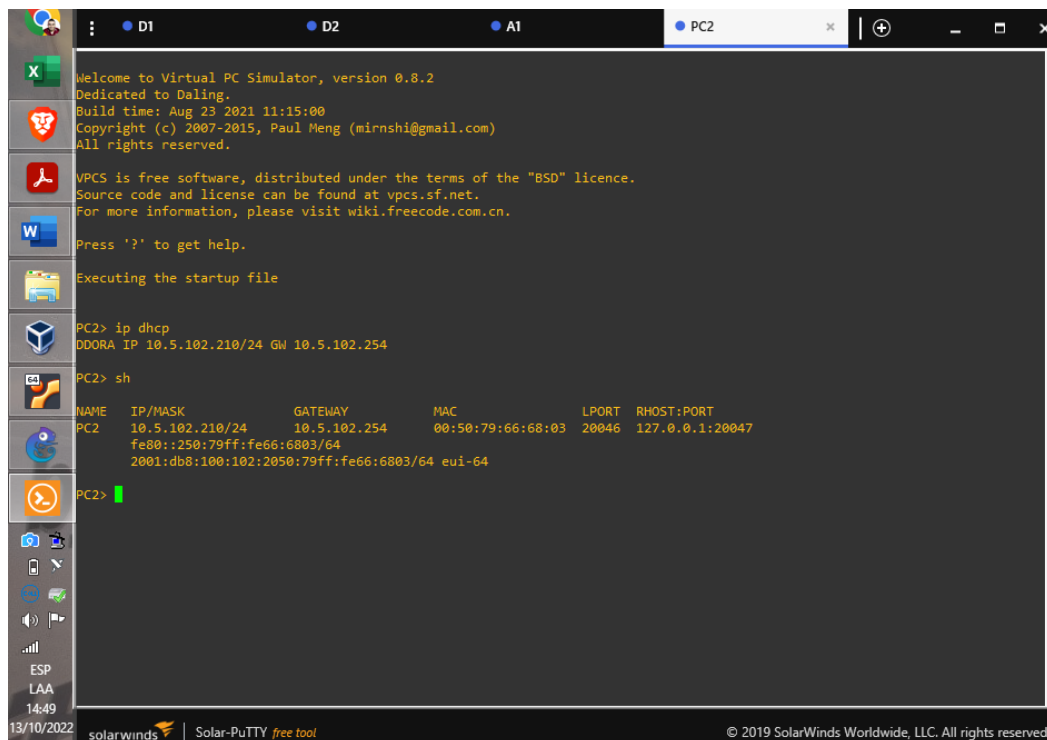 D1
D2
A1
PC2
Welcome to Virtual PC Simulator, version 0.8.2
Dedicated to Daling.
Build time: Aug 23 2021 11:15:00
Copyright (c) 2007-2015, Paul Meng (mirnshi@gmail.com)
All rights reserved.
VPCS is free software, distributed under the terms of the "BSD" licence.
Source code and license can be found at vpcs.sf.net.
For more information, please visit wiki.freecode.com.cn.
Press '?' to get help.
Executing the startup file
PC2> ip dhcp
DDORA IP 10.5.102.210/24 GW 10.5.102.254
PC2> sh
NAME IP/MASK GATEWAY MAC LPORT RHOST:PORT
PC2 10.5.102.210/24 10.5.102.254 00:50:79:66:68:03 20046 127.0.0.1:20047
fe80::250:79ff:fe66:6803/64
2001:db8:100:102:2050:79ff:fe66:6803/64 eui-64
PC2>
X
W
64
ESP
LAA
14:49
13/10/2022
solarwinds
Solar-PuTTY free tool
© 2019 SolarWinds Worldwide, LLC. All rights reserved